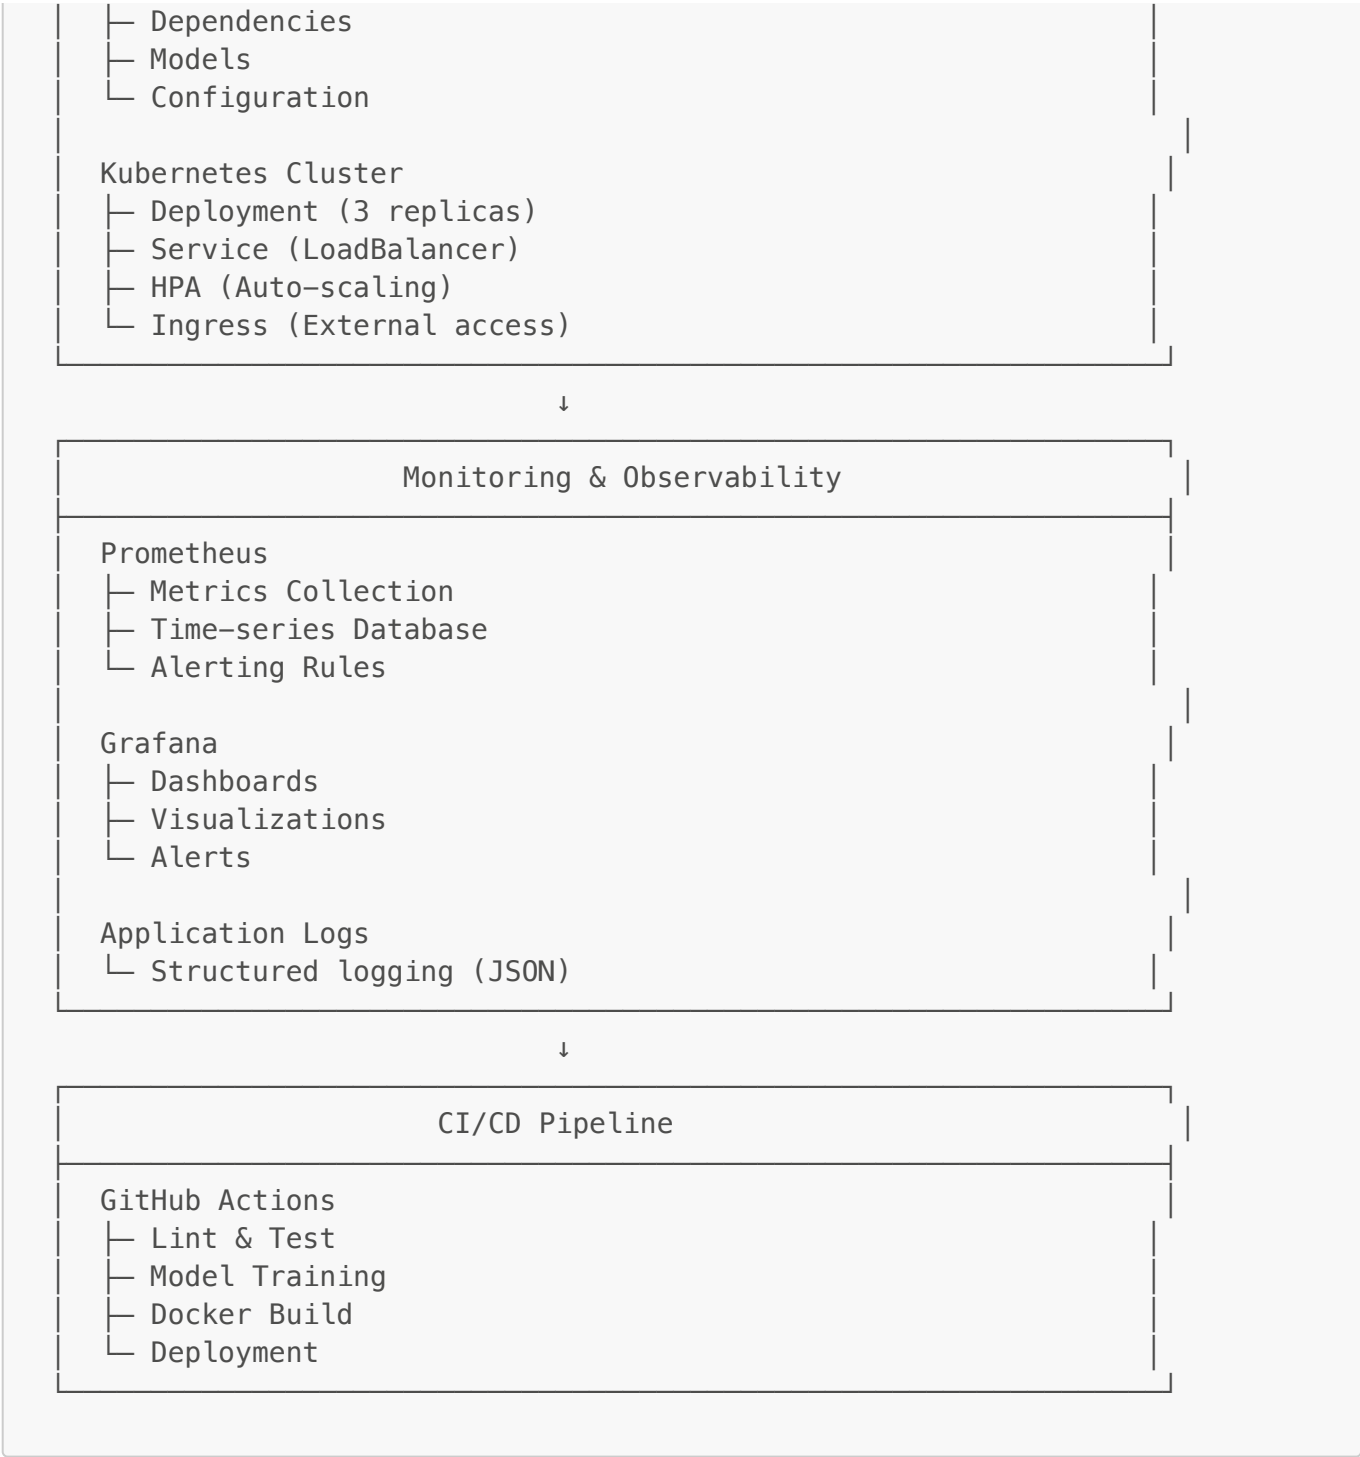 │  ├─ Dependencies                                               │
│  ├─ Models                                                     │
│  └─ Configuration                                              │
│                                                                  │
│  Kubernetes Cluster                                             │
│  ├─ Deployment (3 replicas)                                    │
│  ├─ Service (LoadBalancer)                                     │
│  ├─ HPA (Auto-scaling)                                         │
│  └─ Ingress (External access)                                  │
└─────────────────────────────────────────────────────────────────┘
                              ↓
┌─────────────────────────────────────────────────────────────────┐
│                    Monitoring & Observability                    │
├─────────────────────────────────────────────────────────────────┤
│  Prometheus                                                     │
│  ├─ Metrics Collection                                         │
│  ├─ Time-series Database                                       │
│  └─ Alerting Rules                                             │
│                                                                  │
│  Grafana                                                        │
│  ├─ Dashboards                                                 │
│  ├─ Visualizations                                             │
│  └─ Alerts                                                     │
│                                                                  │
│  Application Logs                                               │
│  └─ Structured logging (JSON)                                  │
└─────────────────────────────────────────────────────────────────┘
                              ↓
┌─────────────────────────────────────────────────────────────────┐
│                      CI/CD Pipeline                              │
├─────────────────────────────────────────────────────────────────┤
│  GitHub Actions                                                 │
│  ├─ Lint & Test                                                │
│  ├─ Model Training                                             │
│  ├─ Docker Build                                               │
│  └─ Deployment                                                 │
└─────────────────────────────────────────────────────────────────┘